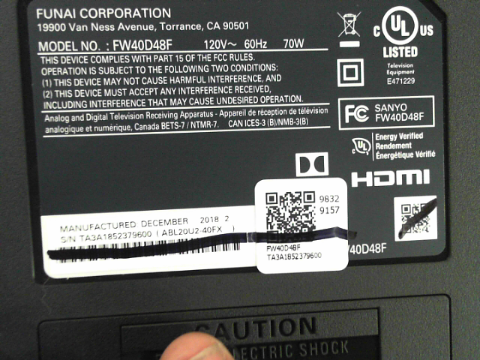 FUNAI CORPORATION
19900 Van Ness Avenue, Torrance, CA 90501
MODEL NO. : FW40D48F 120V~ 60Hz 70W
THIS DEVICE COMPLIES WITH PART 15 OF THE FCC RULES.
OPERATION IS SUBJECT TO THE FOLLOWING TWO CONDITIONS:
(1) THIS DEVICE MAY NOT CAUSE HARMFUL INTERFERENCE, AND
(2) THIS DEVICE MUST ACCEPT ANY INTERFERENCE RECEIVED,
INCLUDING INTERFERENCE THAT MAY CAUSE UNDESIRED OPERATION.
Analog and Digital Television Receiving Apparatus - Appareil de réception de télévision
analogique et numérique, Canada BETS-7 / NTMR-7. CAN ICES-3 (B)/NMB-3(B)
C UL US
LISTED
Television
Equipment
E471229
FC SANYO
FW40D48F
Energy Verified
Rendement
Énergétique Vérifié
HDMI
MANUFACTURED DECEMBER 2018 2
S/N TA3A1852379600 ( ABL20U2-40FX )
9832
9157
FW40D48F
TA3A1852379600
W40D48F
CAUTION
ELECTRIC SHOCK